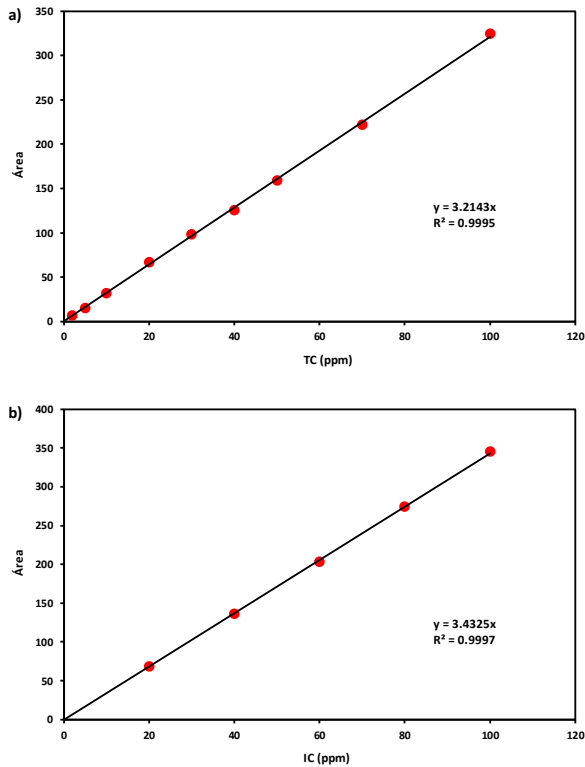 a)
350
300
250
200
150
100
50
0
Área
y = 3.2143x
R² = 0.9995
0 20 40 60 80 100 120
TC (ppm)
b)
400
350
300
250
200
150
100
50
0
Área
y = 3.4325x
R² = 0.9997
0 20 40 60 80 100 120
IC (ppm)